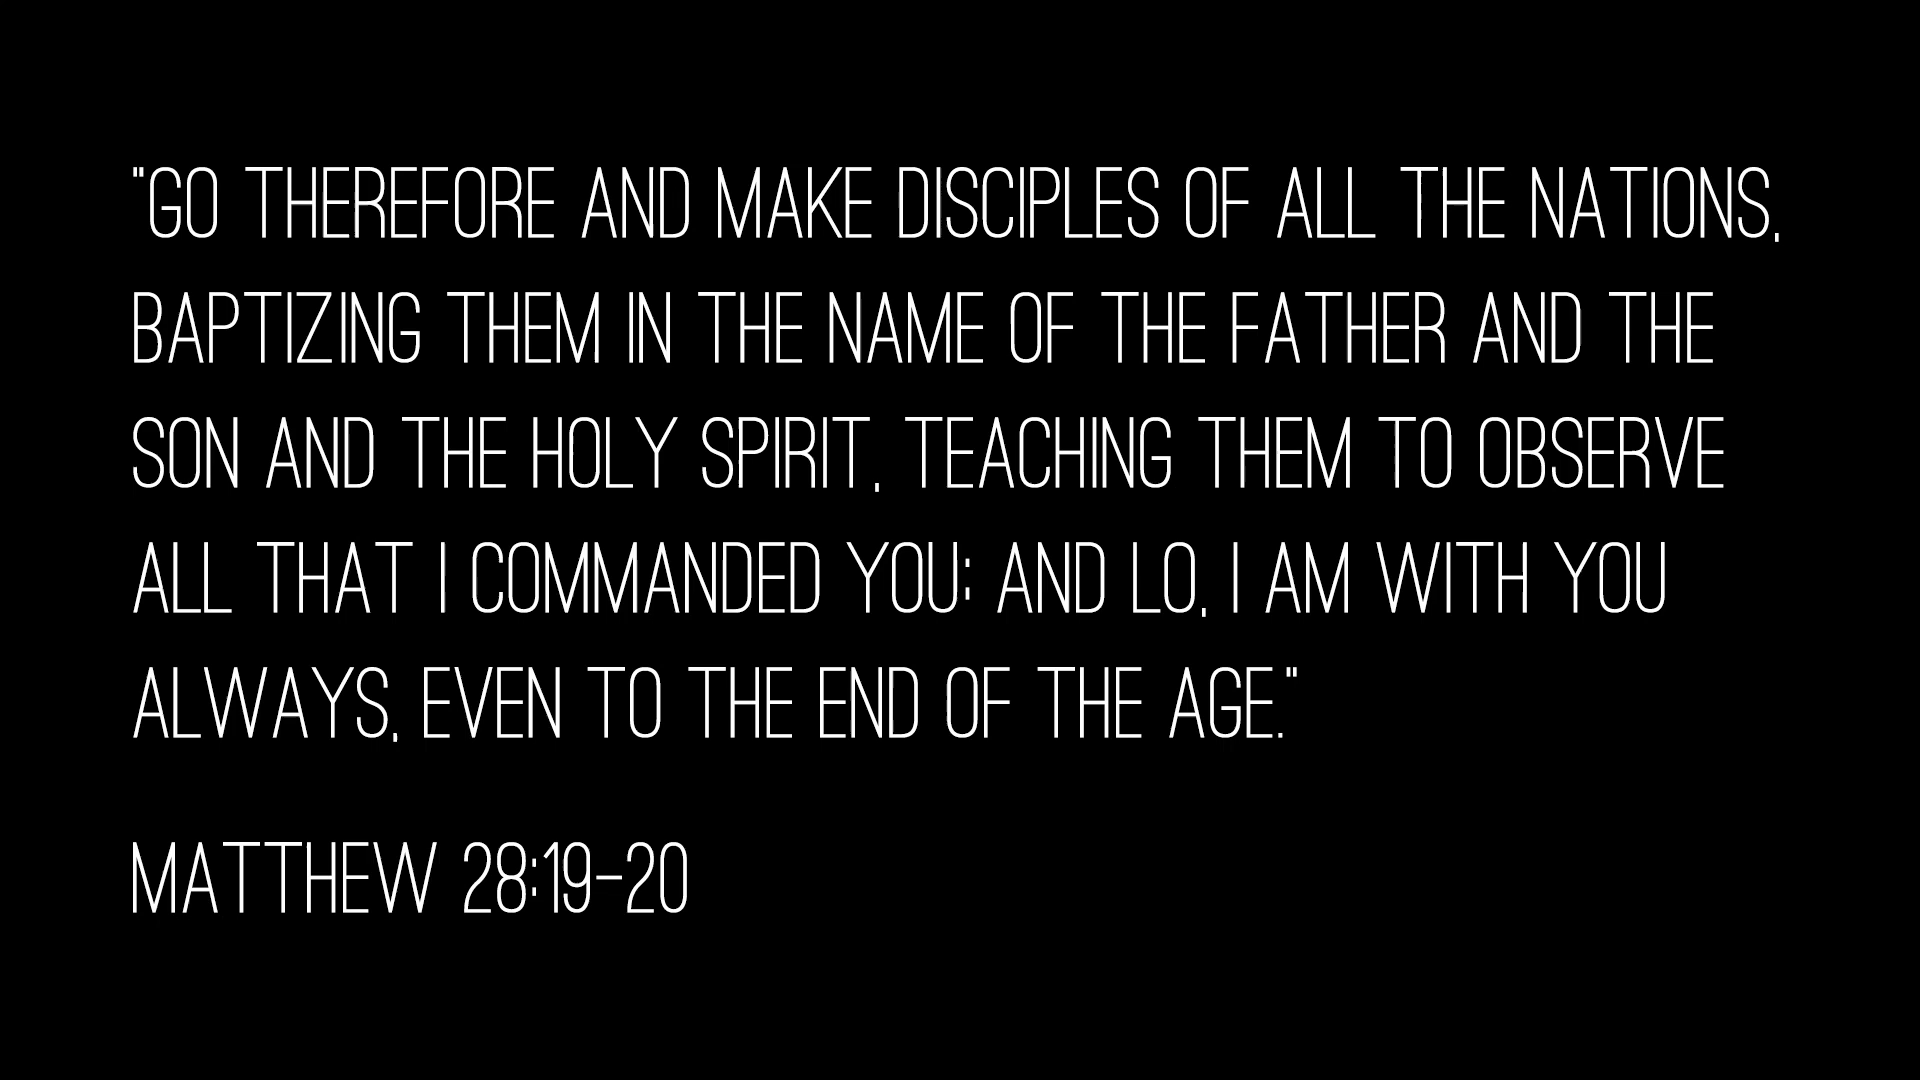 "GO THEREFORE AND MAKE DISCIPLES OF ALL THE NATIONS,
BAPTIZING THEM IN THE NAME OF THE FATHER AND THE
SON AND THE HOLY SPIRIT, TEACHING THEM TO OBSERVE
ALL THAT I COMMANDED YOU; AND LO, I AM WITH YOU
ALWAYS, EVEN TO THE END OF THE AGE."
MATTHEW 28:19-20